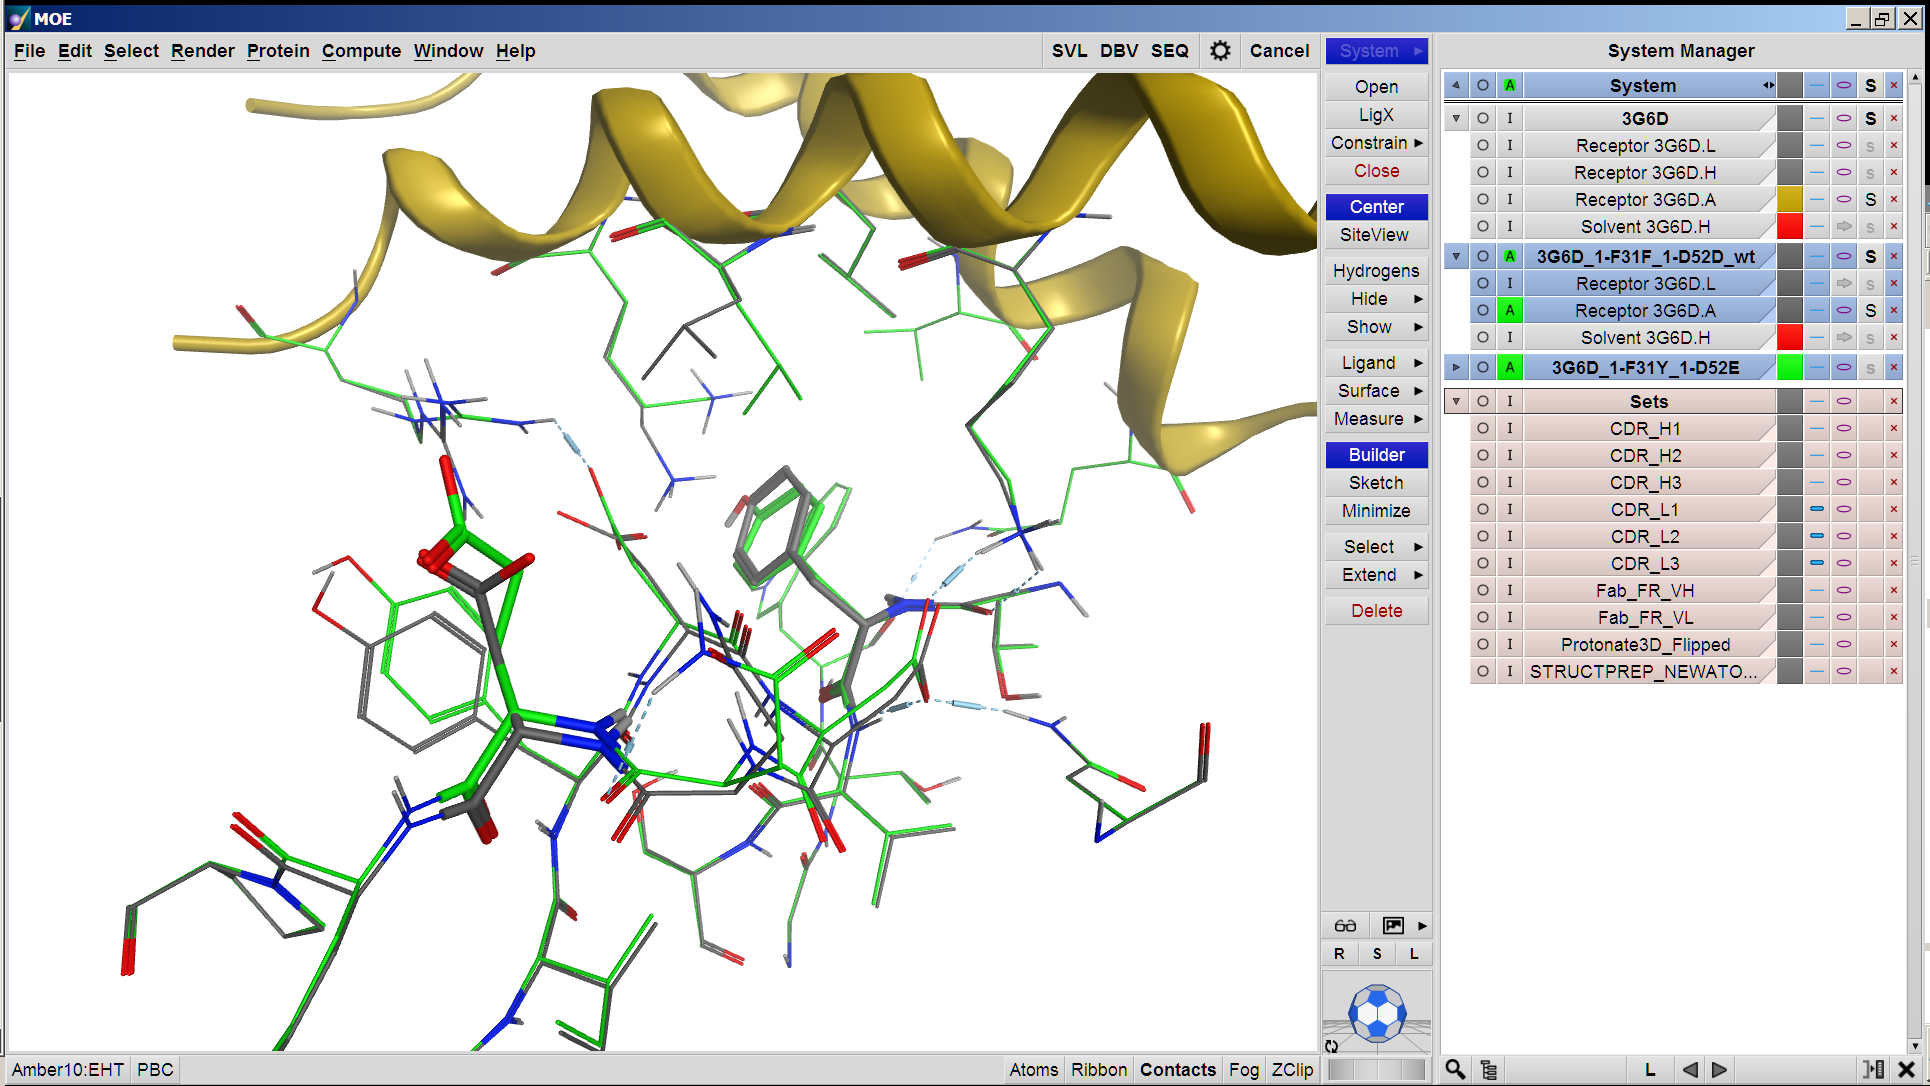 MOE
File Edit Select Render Protein Compute Window Help
SVL DBV SEQ Cancel
System
Open
LigX
Constrain
Close
Center
SiteView
Hydrogens
Hide
Show
Ligand
Surface
Measure
Builder
Sketch
Minimize
Select
Extend
Delete
R S L
System Manager
A System S
I 3G6D S
I Receptor 3G6D.L s
I Receptor 3G6D.H s
I Receptor 3G6D.A S
I Solvent 3G6D.H s
A 3G6D_1-F31F_1-D52D_wt S
I Receptor 3G6D.L s
A Receptor 3G6D.A S
I Solvent 3G6D.H s
A 3G6D_1-F31Y_1-D52E s
I Sets
I CDR_H1
I CDR_H2
I CDR_H3
I CDR_L1
I CDR_L2
I CDR_L3
I Fab_FR_VH
I Fab_FR_VL
I Protonate3D_Flipped
I STRUCTPREP_NEWATO...
Amber10:EHT PBC
Atoms Ribbon Contacts Fog ZClip
L